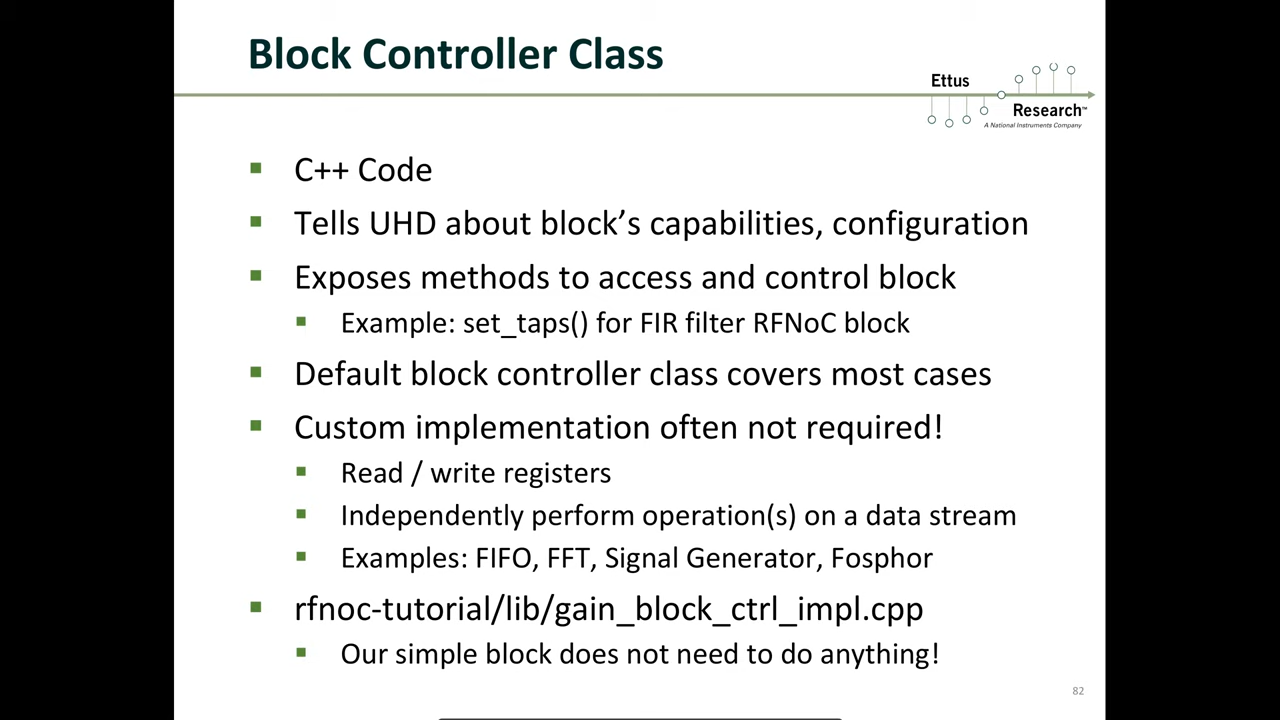 Block Controller Class
Ettus
Research™
A National Instruments Company
C++ Code
Tells UHD about block’s capabilities, configuration
Exposes methods to access and control block
Example: set_taps() for FIR filter RFNoC block
Default block controller class covers most cases
Custom implementation often not required!
Read / write registers
Independently perform operation(s) on a data stream
Examples: FIFO, FFT, Signal Generator, Fosphor
rfnoc-tutorial/lib/gain_block_ctrl_impl.cpp
Our simple block does not need to do anything!
82